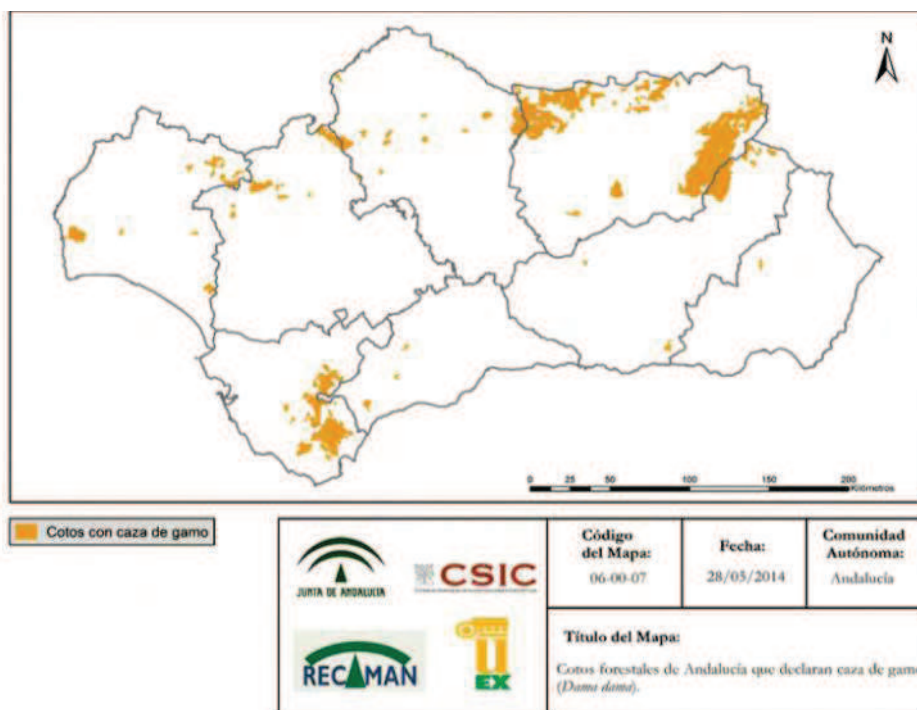 N
0 25 50 100 150 200
Kilómetros
Cotos con caza de gamo
JUNTA DE ANDALUCIA
CSIC
RECAMAN
UEX
Código
del Mapa:
06-00-07
Fecha:
28/05/2014
Comunidad
Autónoma:
Andalucía
Título del Mapa:
Cotos forestales de Andalucía que declaran caza de gamo
(Dama dama).